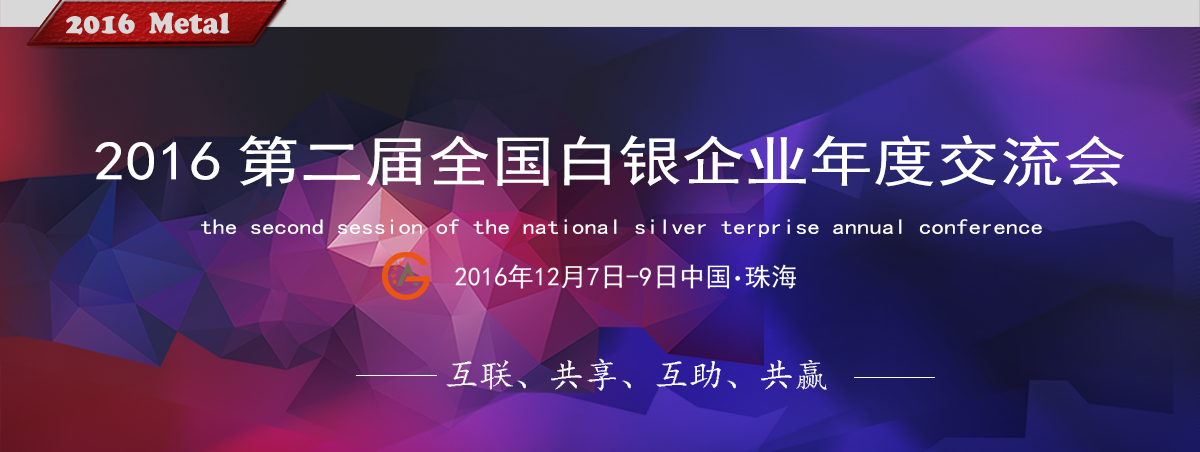 2016 Metal
2016 第二届全国白银企业年度交流会
the second session of the national silver terprise annual conference
2016年12月7日-9日中国·珠海
互联、共享、互助、共赢